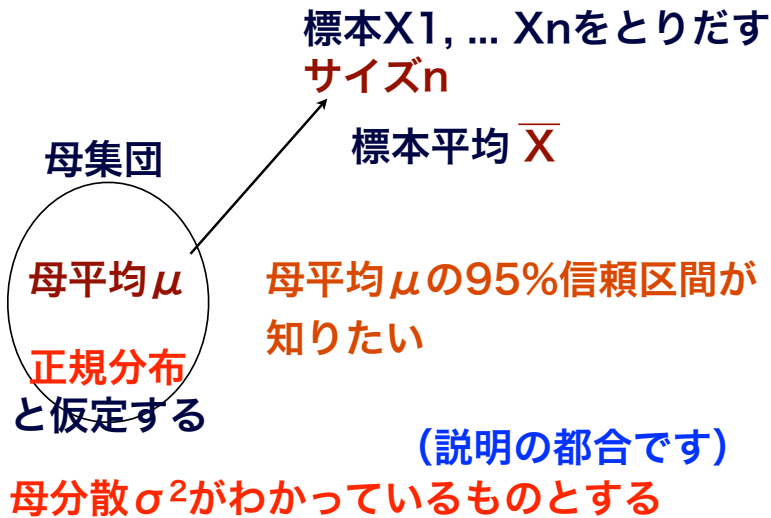 標本X1, ... Xnをとりだす
サイズn
標本平均 X̅
母集団
母平均μ
母平均μの95%信頼区間が
知りたい
正規分布
と仮定する
（説明の都合です）
母分散σ²がわかっているものとする